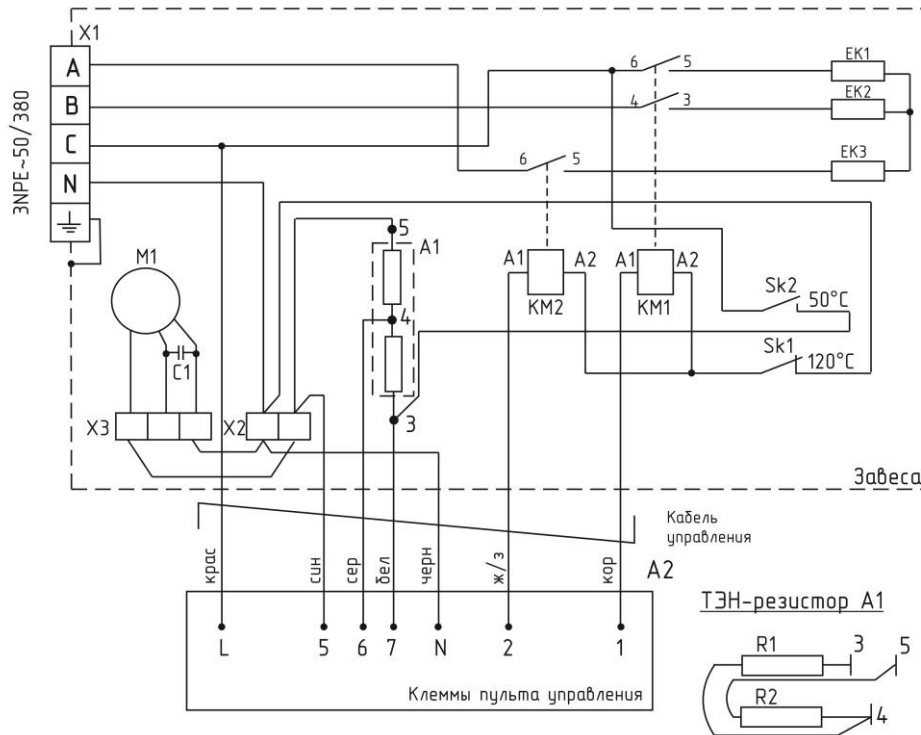 X1
3NPE~50/380
A
B
C
N
6 5
EK1
4 3
EK2
6 5
EK3
M1
C1
X3
X2
5
A1
4
3
A1 A2
KM2
A1 A2
KM1
Sk2
50°C
Sk1
120°C
Завеса
Кабель
управления
крас
син
сер
бел
черн
ж/з
кор
A2
L 5 6 7 N 2 1
Клеммы пульта управления
ТЭН-резистор А1
R1
3
5
R2
4